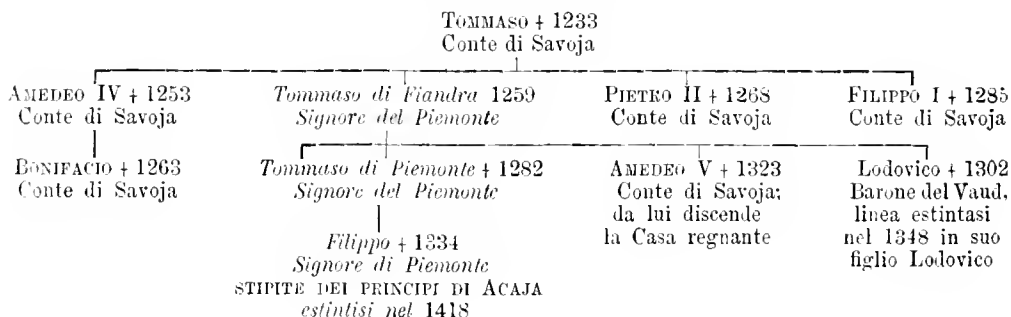 TOMMASO + 1233
Conte di Savoja
AMEDEO IV + 1253
Conte di Savoja
Tommaso di Fiandra 1259
Signore del Piemonte
PIETRO II + 1268
Conte di Savoja
FILIPPO I + 1285
Conte di Savoja
BONIFACIO + 1263
Conte di Savoja
Tommaso di Piemonte + 1282
Signore del Piemonte
AMEDEO V + 1323
Conte di Savoja;
da lui discende
la Casa regnante
Lodovico + 1302
Barone del Vaud,
linea estintasi
nel 1348 in suo
figlio Lodovico
Filippo + 1334
Signore di Piemonte
STIPITE DEI PRINCIPI DI ACAJA
estintisi nel 1418